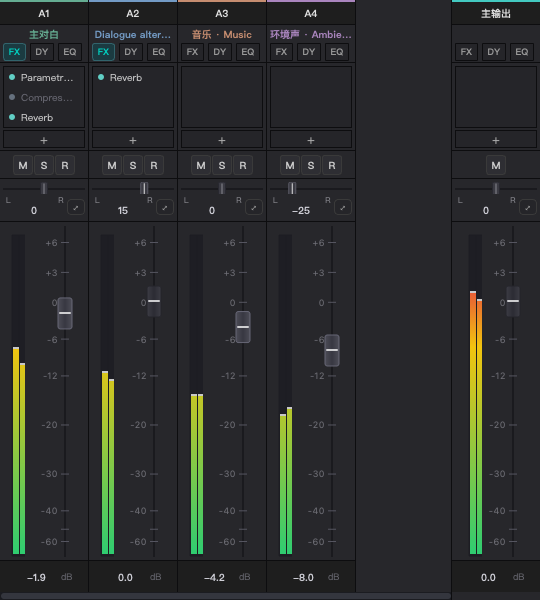 A1 A2 A3 A4 主输出
主对白 Dialogue alter... 音乐 · Music 环境声 · Ambie...
FX DY EQ FX DY EQ FX DY EQ FX DY EQ FX DY EQ
Parametr... Reverb
Compres...
Reverb
+ + + + +
M S R M S R M S R M S R M
L R L R L R L R L R
0 15 0 −25 0
+6 +6 +6 +6 +6
+3 +3 +3 +3 +3
0 0 0 0 0
-6 -6 -6 -6 -6
-12 -12 -12 -12 -12
-20 -20 -20 -20 -20
-30 -30 -30 -30 -30
-40 -40 -40 -40 -40
-60 -60 -60 -60 -60
−1.9 dB 0.0 dB −4.2 dB −8.0 dB 0.0 dB